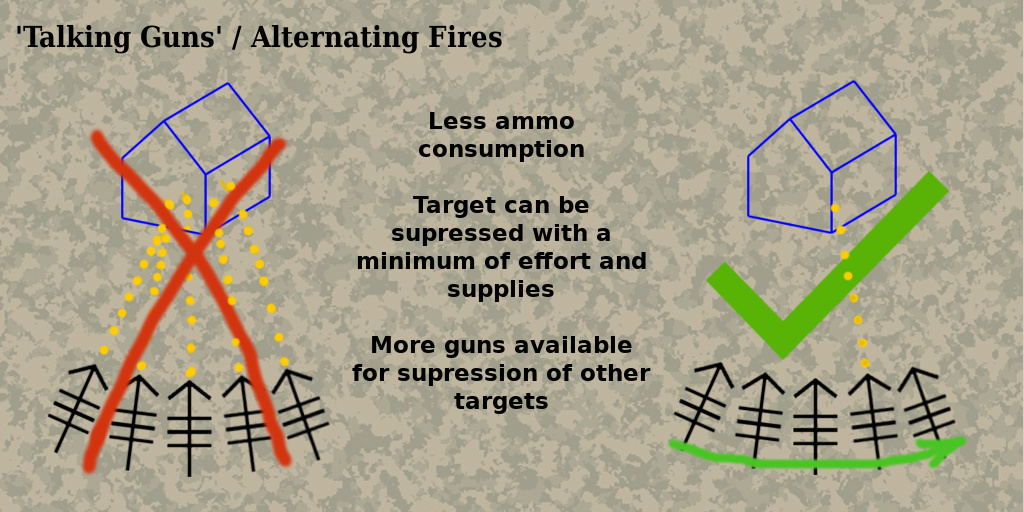 'Talking Guns' / Alternating Fires
Less ammo
consumption
Target can be
supressed with a
minimum of effort and
supplies
More guns available
for supression of other
targets